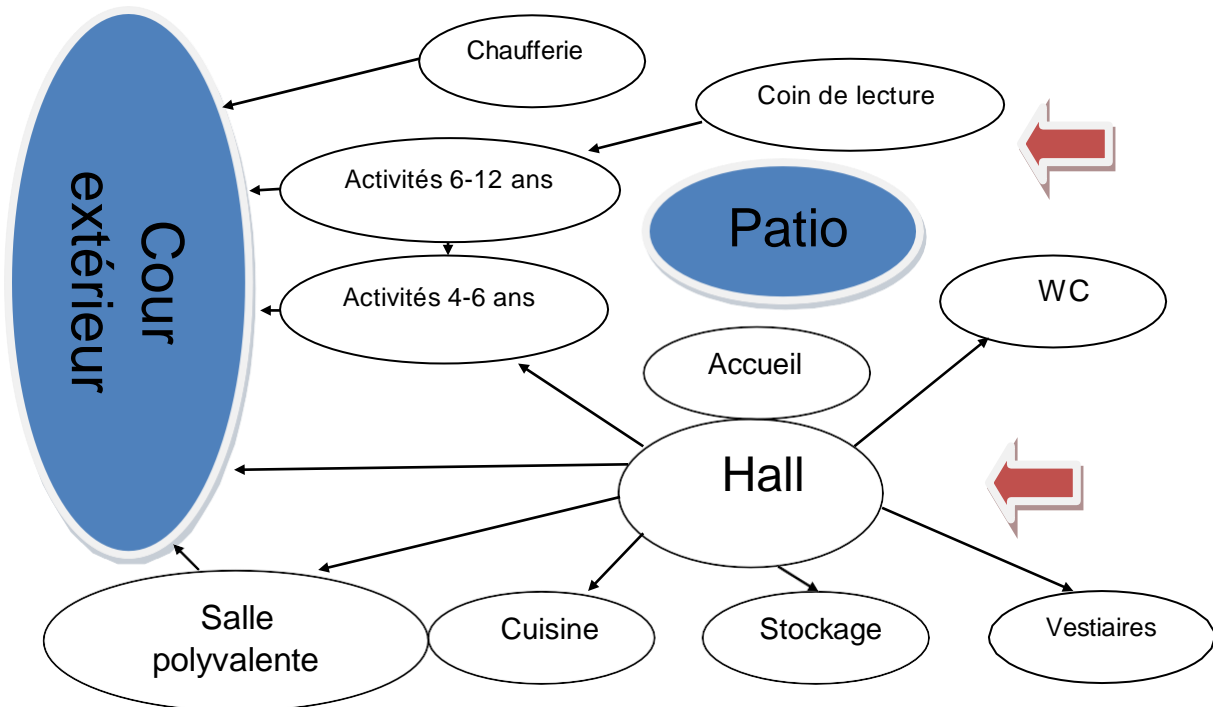 Chaufferie
Coin de lecture
Activités 6-12 ans
Cour
extérieur
Patio
Activités 4-6 ans
WC
Accueil
Hall
Salle
polyvalente
Cuisine
Stockage
Vestiaires